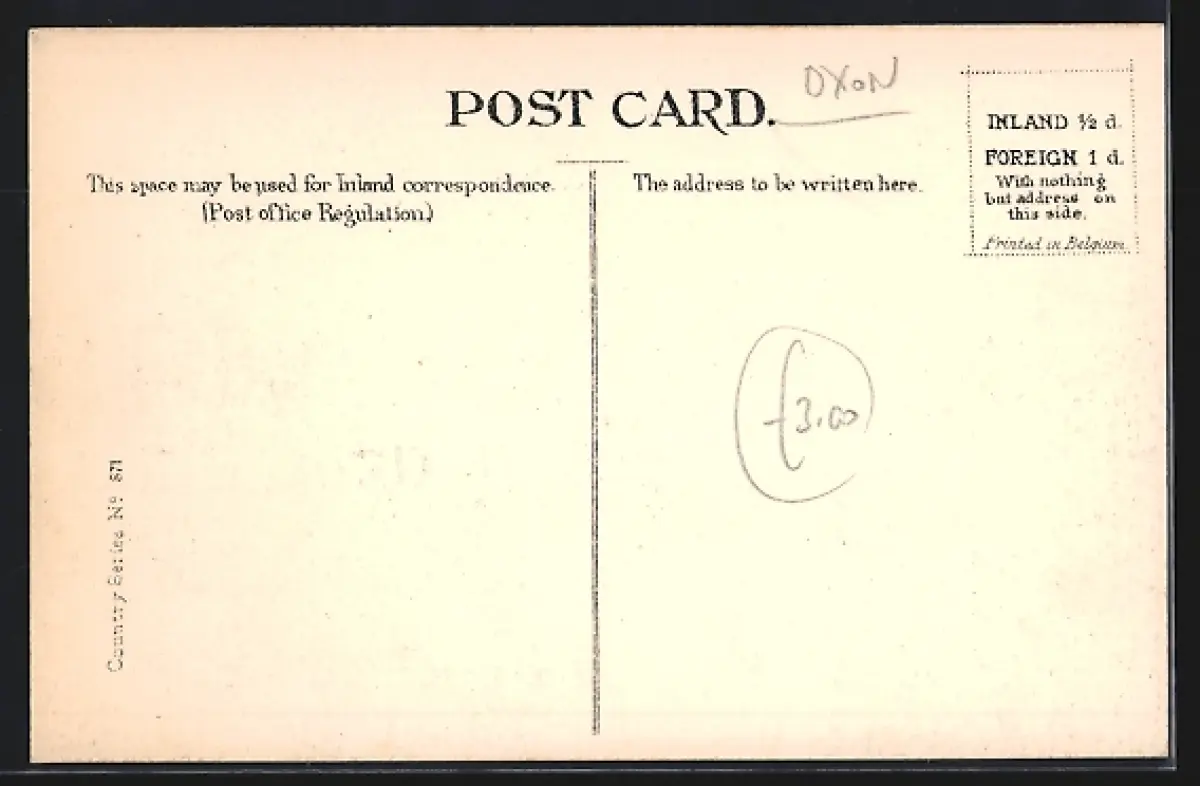 POST CARD.
OXON
This space may be used for Inland correspondence.
(Post office Regulation.)
The address to be written here.
INLAND ½ d.
FOREIGN 1 d.
With nothing
but address on
this side.
Printed in Belgium.
£3.00
Country Series Nº 871